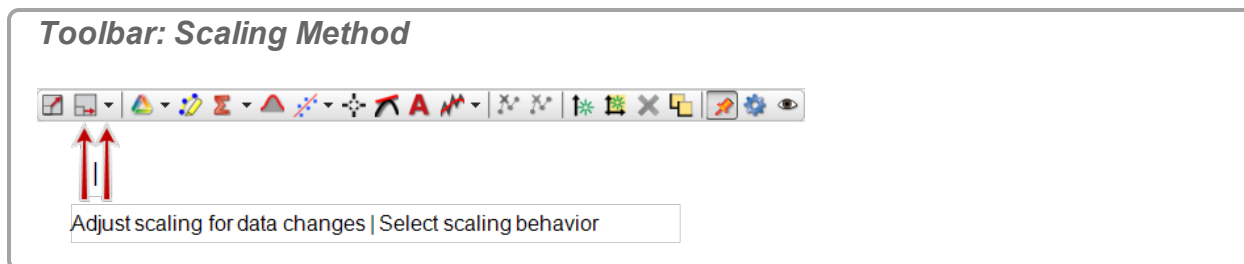 Toolbar: Scaling Method
A
Adjust scaling for data changes | Select scaling behavior